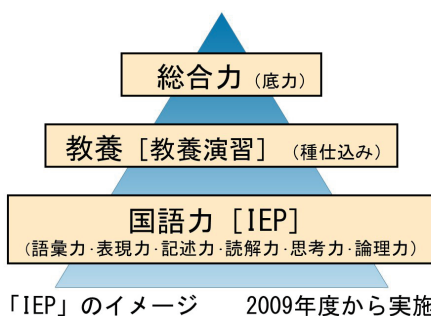 総合力（底力）
教養［教養演習］（種仕込み）
国語力［IEP］
（語彙力・表現力・記述力・読解力・思考力・論理力）
「IEP」のイメージ　2009年度から実施